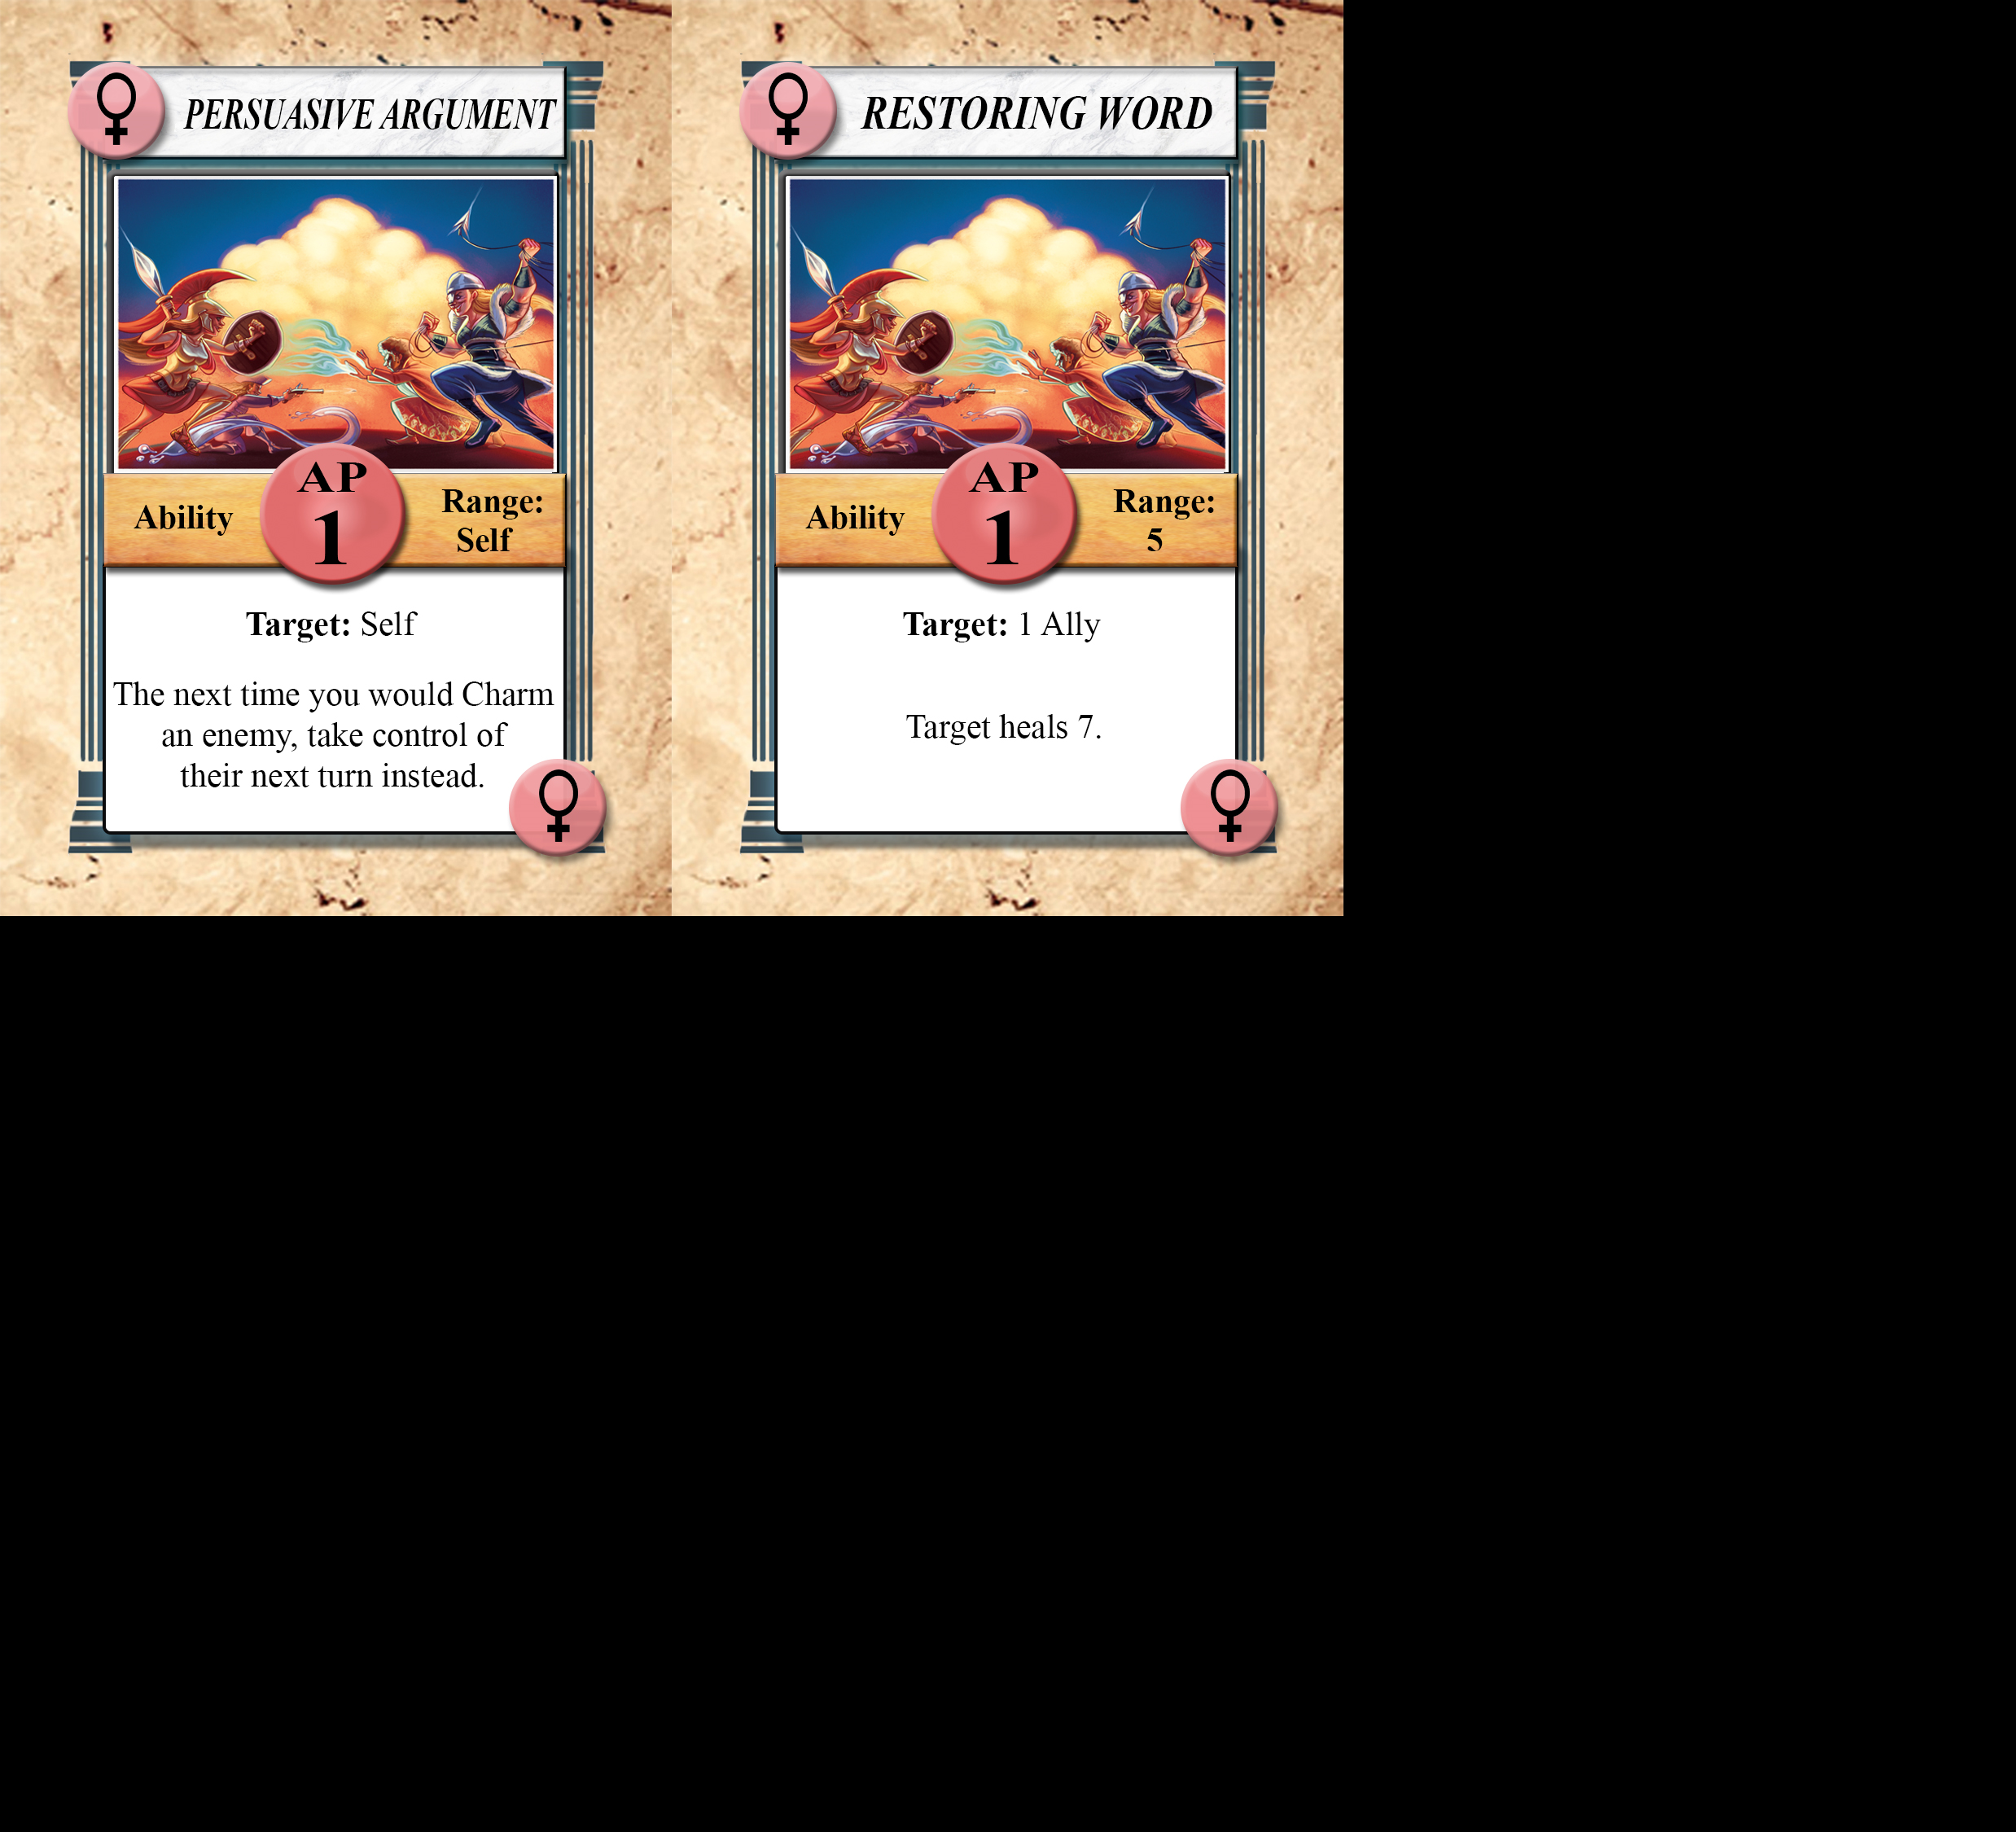 PERSUASIVE ARGUMENT
AP
1
Ability
Range:
Self
Target: Self
The next time you would Charm
an enemy, take control of
their next turn instead.
RESTORING WORD
AP
1
Ability
Range:
5
Target: 1 Ally
Target heals 7.